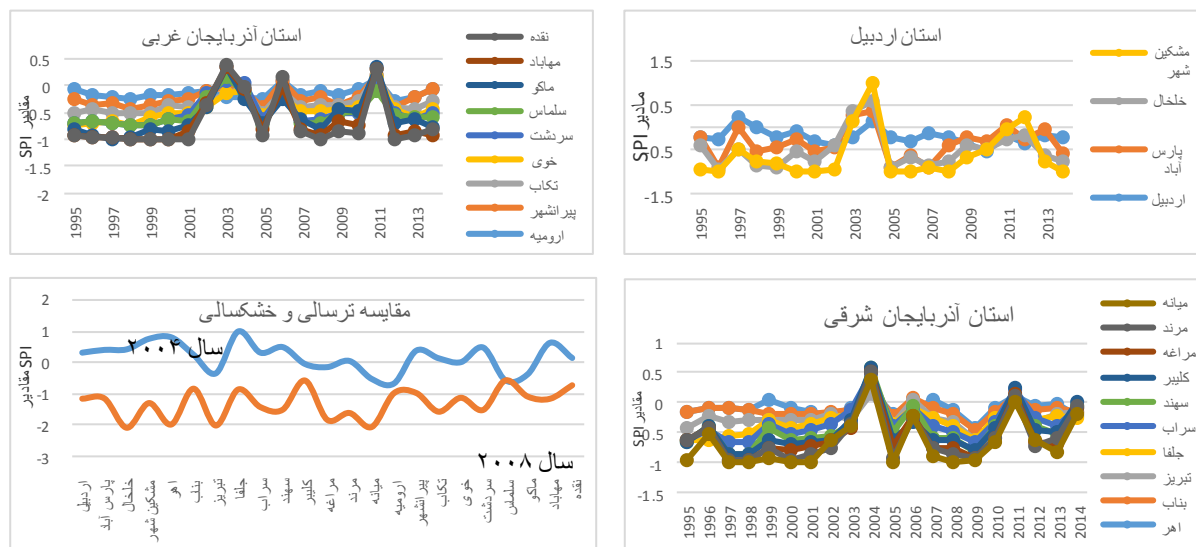 استان آذربایجان غربی
مقادیر SPI
0.5
0
-0.5
-1
-1.5
-2
1995
1997
1999
2001
2003
2005
2007
2009
2011
2013
نقده
مهاباد
ماکو
سلماس
سردشت
خوی
تکاب
پیرانشهر
ارومیه
استان اردبیل
مقادیر SPI
1.5
0.5
-0.5
-1.5
1995
1997
1999
2001
2003
2005
2007
2009
2011
2013
مشکین
شهر
خلخال
پارس
آباد
اردبیل
مقایسه ترسالی و خشکسالی
مقادیر SPI
2
1
0
-1
-2
-3
سال ۲۰۰۴
سال ۲۰۰۸
اردبیل
پارس آباد
خلخال
مشکین شهر
اهر
بناب
تبریز
جلفا
سراب
سهند
کلیبر
مراغه
مرند
میانه
ارومیه
پیرانشهر
تکاب
خوی
سردشت
سلماس
ماکو
مهاباد
نقده
استان آذربایجان شرقی
مقادیر SPI
1
0.5
0
-0.5
-1
-1.5
1995
1996
1997
1998
1999
2000
2001
2002
2003
2004
2005
2006
2007
2008
2009
2010
2011
2012
2013
2014
میانه
مرند
مراغه
کلیبر
سهند
سراب
جلفا
تبریز
بناب
اهر